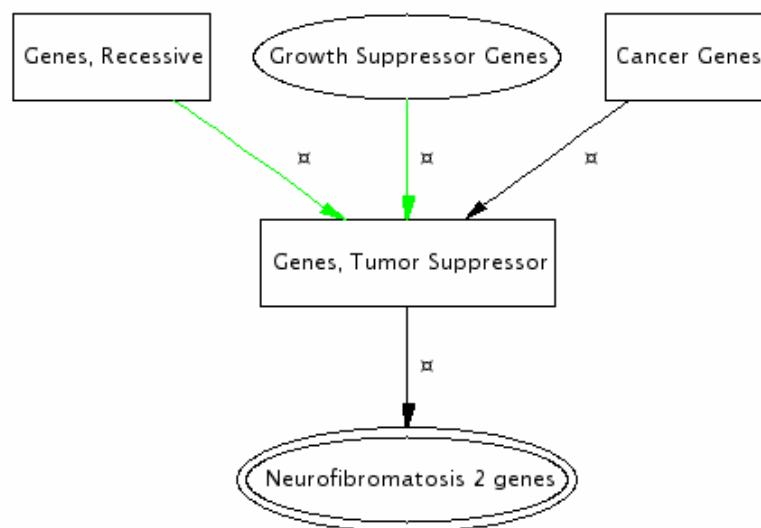 Genes, Recessive
Growth Suppressor Genes
Cancer Genes
¤
¤
¤
Genes, Tumor Suppressor
¤
Neurofibromatosis 2 genes